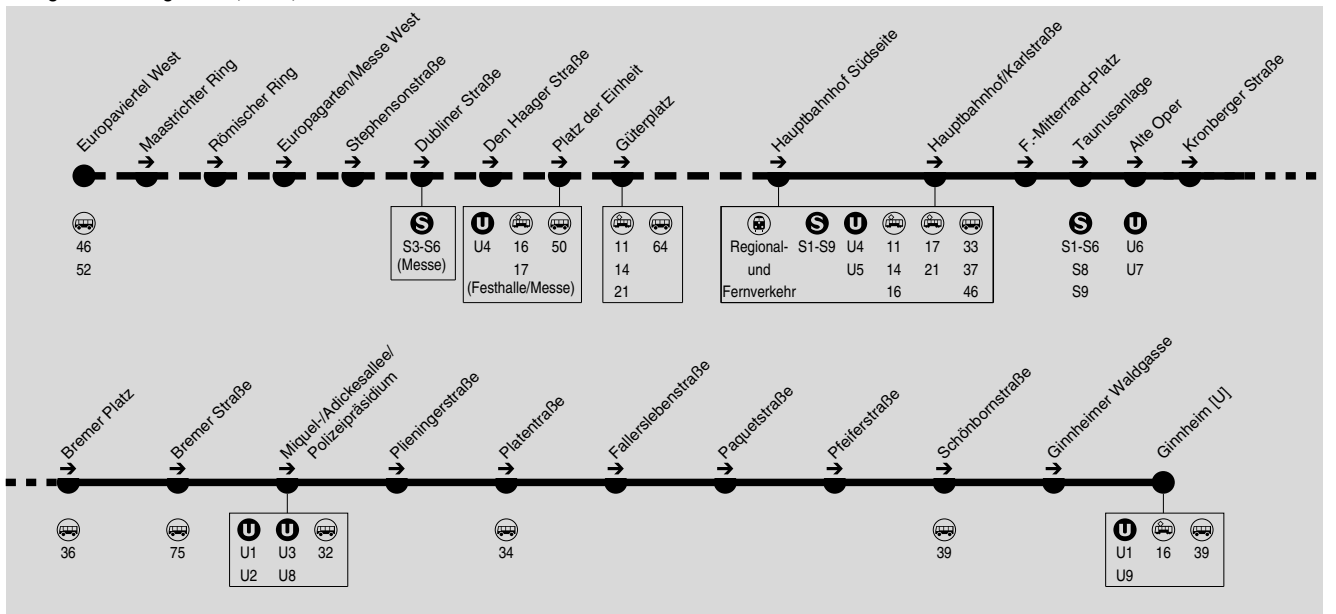 Europaviertel West
Maastrichter Ring
Römischer Ring
Europagarten/Messe West
Stephensonstraße
Dubliner Straße
Den Haager Straße
Platz der Einheit
Güterplatz
Hauptbahnhof Südseite
Hauptbahnhof/Karlstraße
F.-Mitterrand-Platz
Taunusanlage
Alte Oper
Kronberger Straße
46
52
S
S3-S6
(Messe)
U
U4 16 50
17
(Festhalle/Messe)
11 64
14
21
S U
Regional- S1-S9 U4 11 17 33
und U5 14 21 37
Fernverkehr 16 46
S
S1-S6
S8
S9
U
U6
U7
Bremer Platz
Bremer Straße
Miquel-/Adickesallee/
Polizeipräsidium
Plieningerstraße
Platentraße
Fallerslebenstraße
Paquetstraße
Pfeiferstraße
Schönbornstraße
Ginnheimer Waldgasse
Ginnheim [U]
36
75
U U
U1 U3 32
U2 U8
34
39
U
U1 16 39
U9